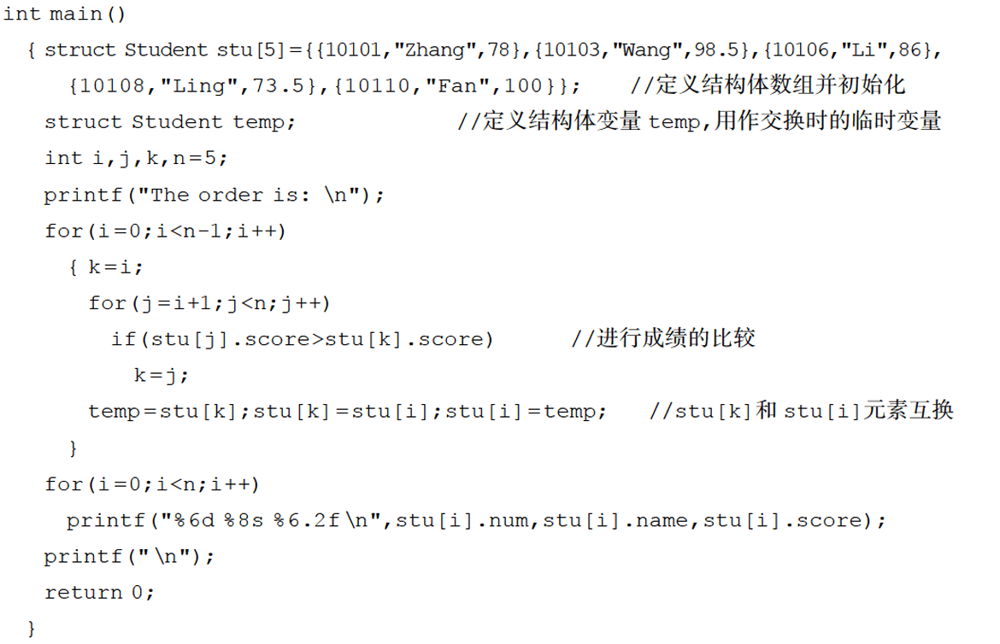 int main()
{ struct Student stu[5]={{10101,"Zhang",78},{10103,"Wang",98.5},{10106,"Li",86},
{10108,"Ling",73.5},{10110,"Fan",100}}; //定义结构体数组并初始化
struct Student temp; //定义结构体变量 temp,用作交换时的临时变量
int i,j,k,n=5;
printf("The order is: \n");
for(i=0;i<n-1;i++)
{ k=i;
for(j=i+1;j<n;j++)
if(stu[j].score>stu[k].score) //进行成绩的比较
k=j;
temp=stu[k];stu[k]=stu[i];stu[i]=temp; //stu[k]和 stu[i]元素互换
}
for(i=0;i<n;i++)
printf("%6d %8s %6.2f\n",stu[i].num,stu[i].name,stu[i].score);
printf("\n");
return 0;
}